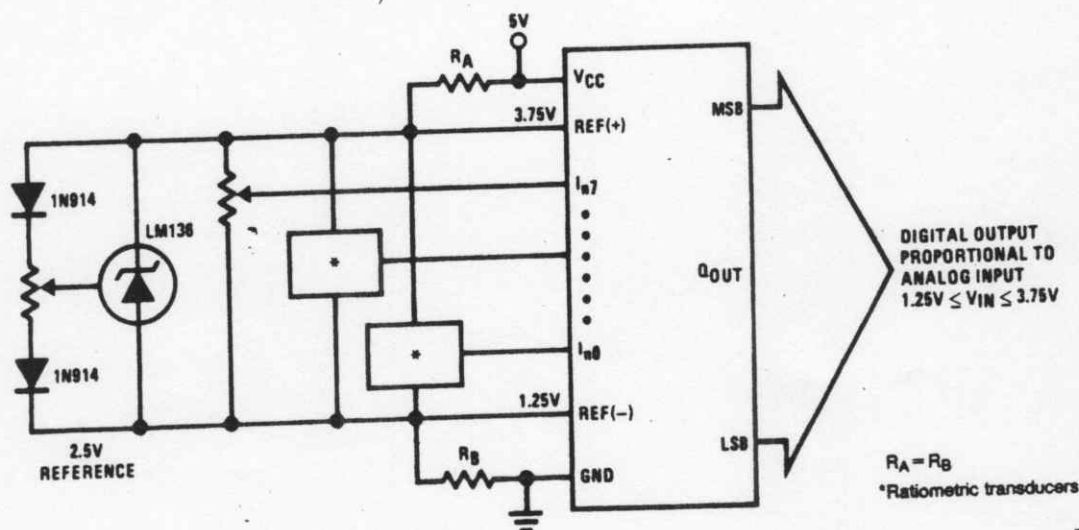 5V
RA
VCC
3.75V
REF(+)
MSB
1N914
In7
LM136
*
QOUT
DIGITAL OUTPUT
PROPORTIONAL TO
ANALOG INPUT
1.25V ≤ VIN ≤ 3.75V
*
In0
1N914
1.25V
REF(−)
2.5V
REFERENCE
RB
GND
LSB
RA = RB
*Ratiometric transducers